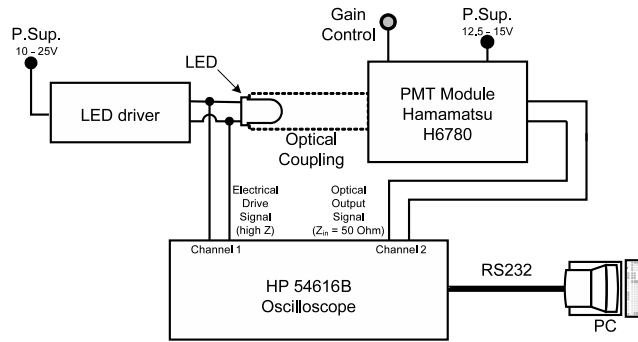 Gain
Control
P.Sup.
10 - 25V
P.Sup.
12.5 - 15V
LED
LED driver
PMT Module
Hamamatsu
H6780
Optical
Coupling
Electrical
Drive
Signal
(high Z)
Optical
Output
Signal
(Zin = 50 Ohm)
Channel 1
Channel 2
HP 54616B
Oscilloscope
RS232
PC